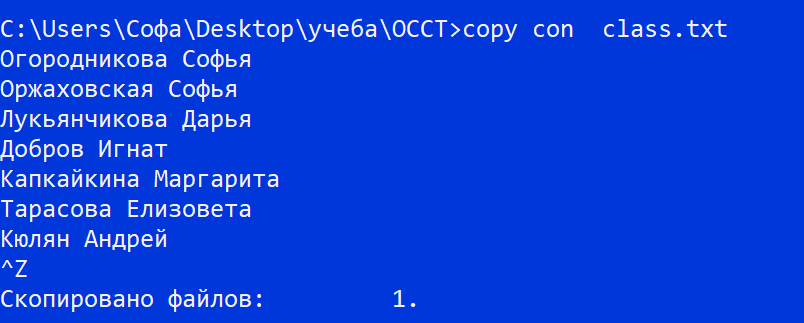 C:\Users\Софа\Desktop\учеба\ОССТ>copy con  class.txt
Огородникова Софья
Оржаховская Софья
Лукьянчикова Дарья
Добров Игнат
Капкайкина Маргарита
Тарасова Елизовета
Кюлян Андрей
^Z
Скопировано файлов:         1.